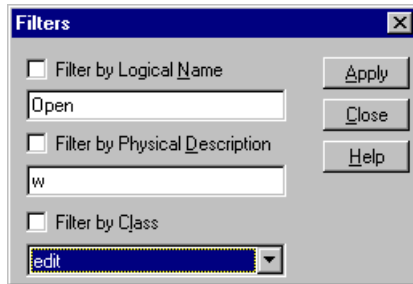 Filters
Filter by Logical Name
Apply
Open
Close
Filter by Physical Description
Help
w
Filter by Class
edit